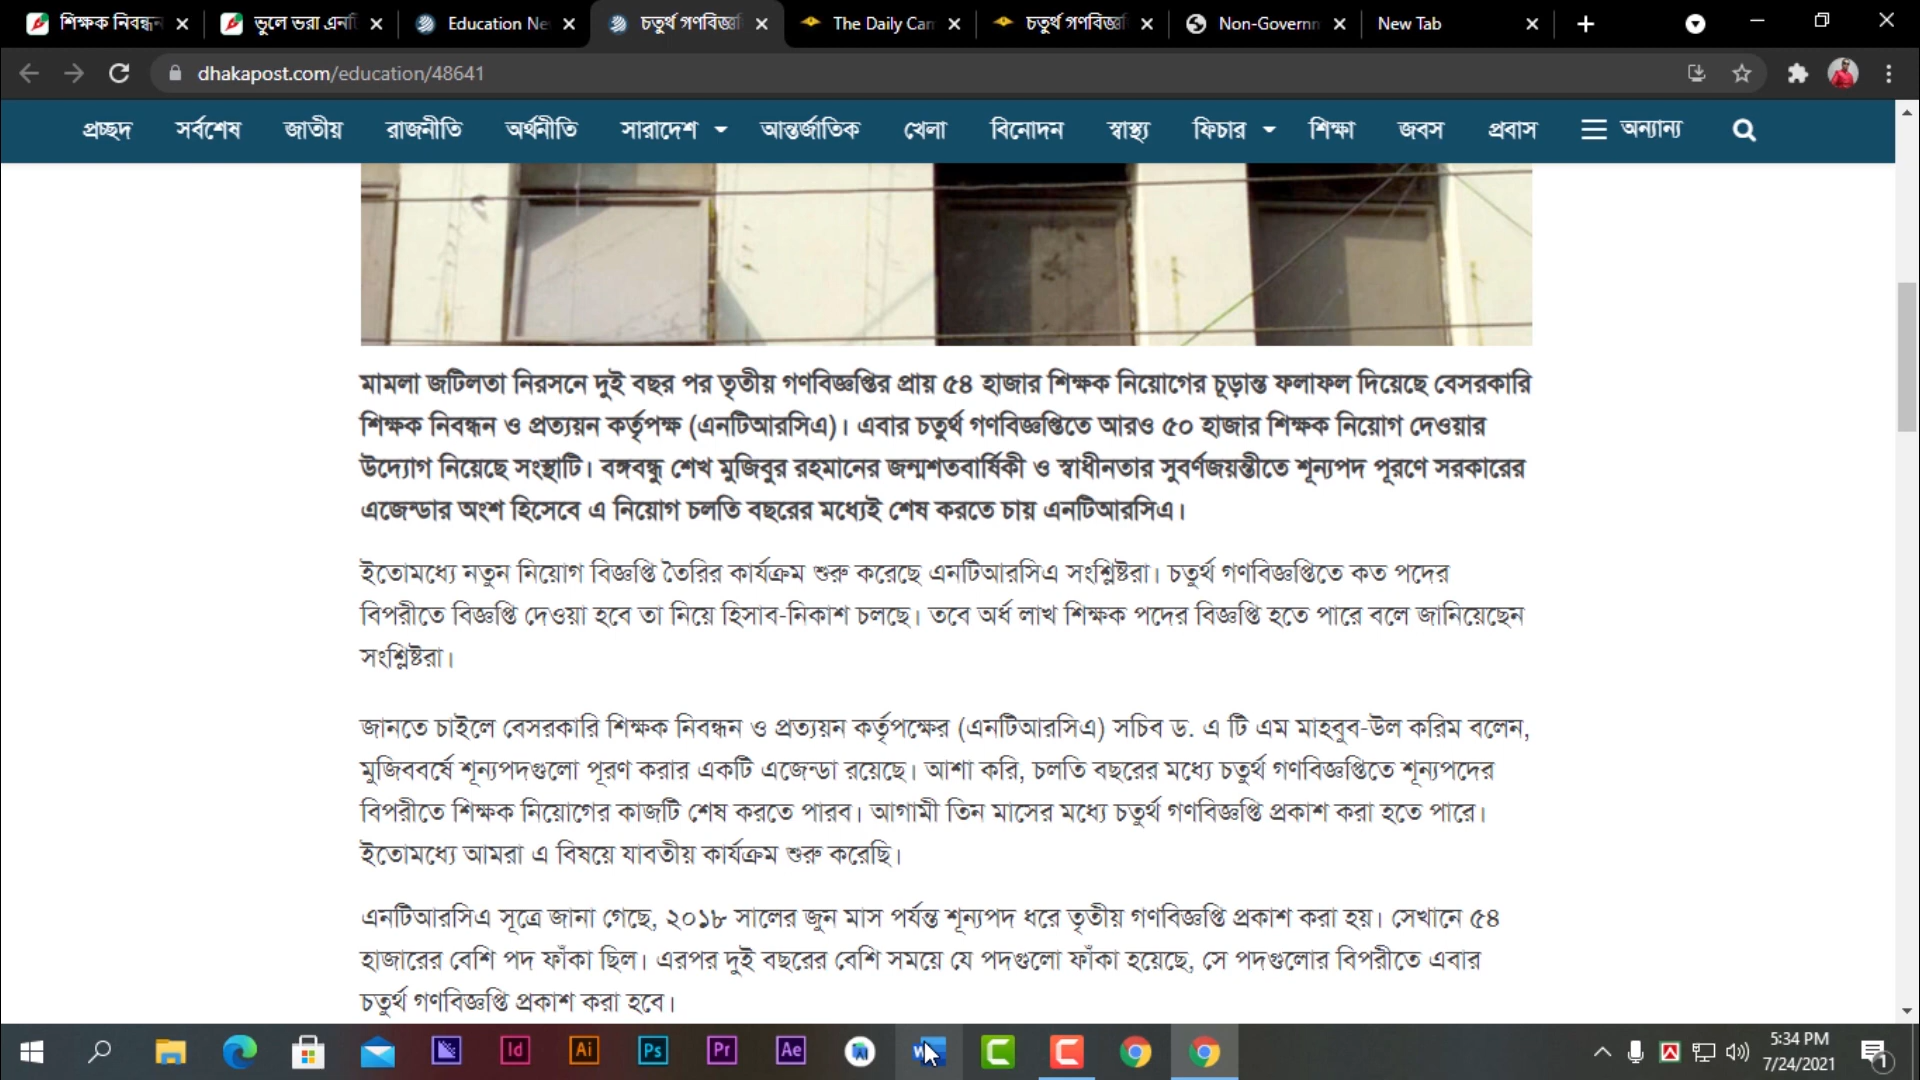 শিক্ষক নিবন্ধন
ভুলে ভরা এনটি
Education Ne
চতুর্থ গণবিজ্ঞপ্তি
The Daily Cam
চতুর্থ গণবিজ্ঞপ্তি
Non-Governm
New Tab
dhakapost.com/education/48641
প্রচ্ছদ সর্বশেষ জাতীয় রাজনীতি অর্থনীতি সারাদেশ আন্তর্জাতিক খেলা বিনোদন স্বাস্থ্য ফিচার শিক্ষা জবস প্রবাস অন্যান্য
মামলা জটিলতা নিরসনে দুই বছর পর তৃতীয় গণবিজ্ঞপ্তির প্রায় ৫৪ হাজার শিক্ষক নিয়োগের চূড়ান্ত ফলাফল দিয়েছে বেসরকারি
শিক্ষক নিবন্ধন ও প্রত্যয়ন কর্তৃপক্ষ (এনটিআরসিএ)। এবার চতুর্থ গণবিজ্ঞপ্তিতে আরও ৫০ হাজার শিক্ষক নিয়োগ দেওয়ার
উদ্যোগ নিয়েছে সংস্থাটি। বঙ্গবন্ধু শেখ মুজিবুর রহমানের জন্মশতবার্ষিকী ও স্বাধীনতার সুবর্ণজয়ন্তীতে শূন্যপদ পূরণে সরকারের
এজেন্ডার অংশ হিসেবে এ নিয়োগ চলতি বছরের মধ্যেই শেষ করতে চায় এনটিআরসিএ।
ইতোমধ্যে নতুন নিয়োগ বিজ্ঞপ্তি তৈরির কার্যক্রম শুরু করেছে এনটিআরসিএ সংশ্লিষ্টরা। চতুর্থ গণবিজ্ঞপ্তিতে কত পদের
বিপরীতে বিজ্ঞপ্তি দেওয়া হবে তা নিয়ে হিসাব-নিকাশ চলছে। তবে অর্ধ লাখ শিক্ষক পদের বিজ্ঞপ্তি হতে পারে বলে জানিয়েছেন
সংশ্লিষ্টরা।
জানতে চাইলে বেসরকারি শিক্ষক নিবন্ধন ও প্রত্যয়ন কর্তৃপক্ষের (এনটিআরসিএ) সচিব ড. এ টি এম মাহবুব-উল করিম বলেন,
মুজিববর্ষে শূন্যপদগুলো পূরণ করার একটি এজেন্ডা রয়েছে। আশা করি, চলতি বছরের মধ্যে চতুর্থ গণবিজ্ঞপ্তিতে শূন্যপদের
বিপরীতে শিক্ষক নিয়োগের কাজটি শেষ করতে পারব। আগামী তিন মাসের মধ্যে চতুর্থ গণবিজ্ঞপ্তি প্রকাশ করা হতে পারে।
ইতোমধ্যে আমরা এ বিষয়ে যাবতীয় কার্যক্রম শুরু করেছি।
এনটিআরসিএ সূত্রে জানা গেছে, ২০১৮ সালের জুন মাস পর্যন্ত শূন্যপদ ধরে তৃতীয় গণবিজ্ঞপ্তি প্রকাশ করা হয়। সেখানে ৫৪
হাজারের বেশি পদ ফাঁকা ছিল। এরপর দুই বছরের বেশি সময়ে যে পদগুলো ফাঁকা হয়েছে, সে পদগুলোর বিপরীতে এবার
চতুর্থ গণবিজ্ঞপ্তি প্রকাশ করা হবে।
Id Ai Ps Pr Ae
5:34 PM
7/24/2021
1